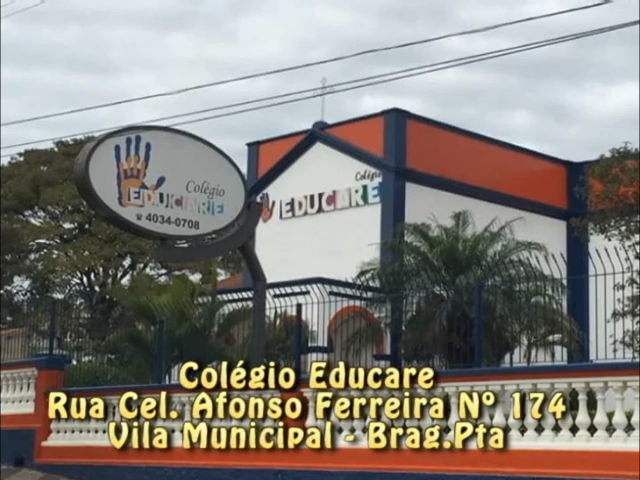 Colégio
EDUCARE
4034-0708
Colégio
EDUCARE
Colégio Educare
Rua Cel. Afonso Ferreira Nº 174
Vila Municipal - Brag.Pta